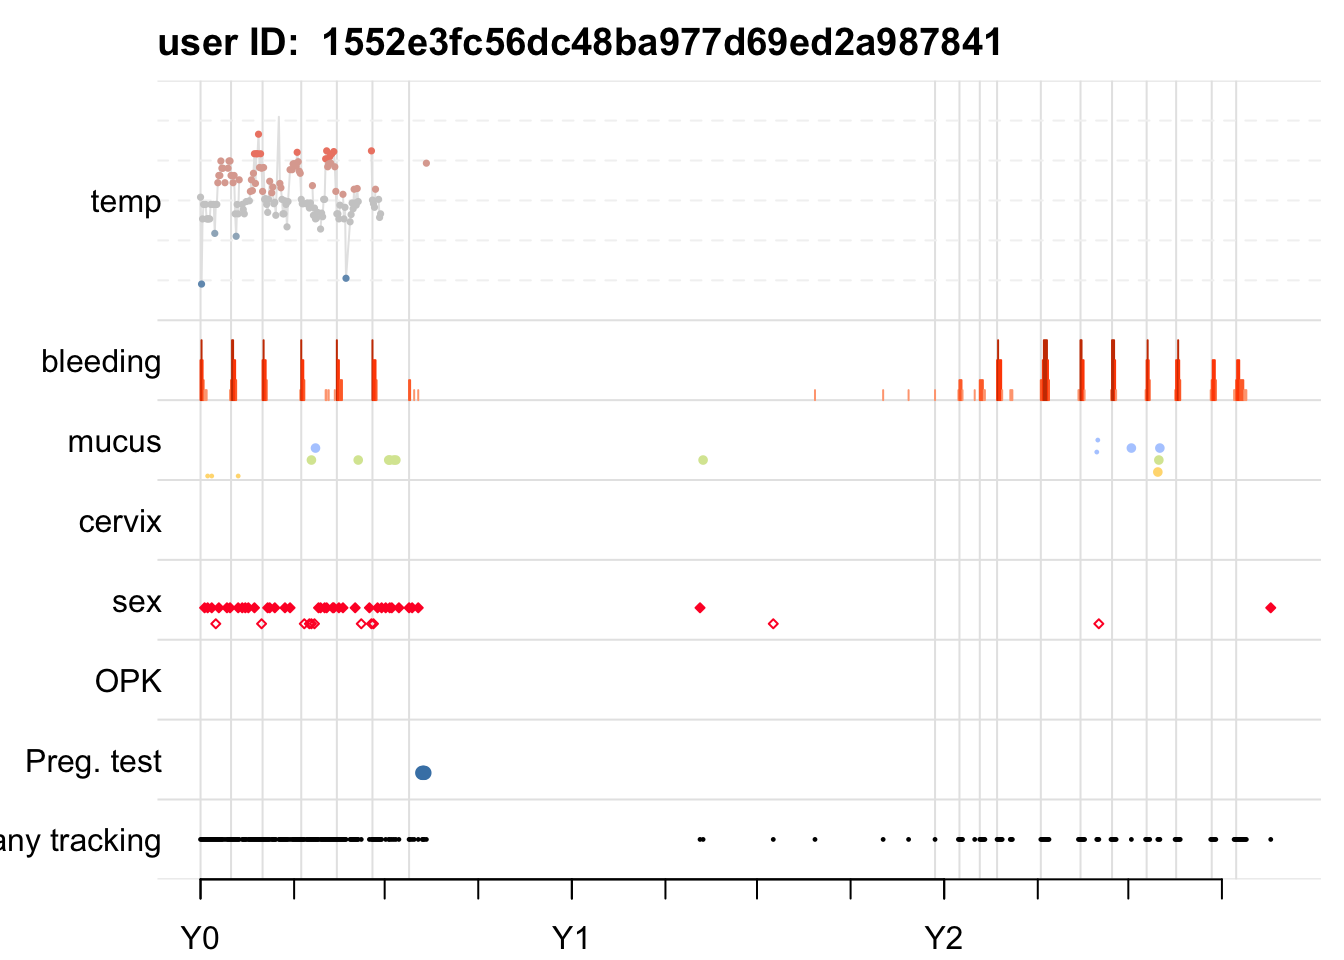 user ID:  1552e3fc56dc48ba977d69ed2a987841
temp
bleeding
mucus
cervix
sex
OPK
Preg. test
any tracking
Y0 Y1 Y2